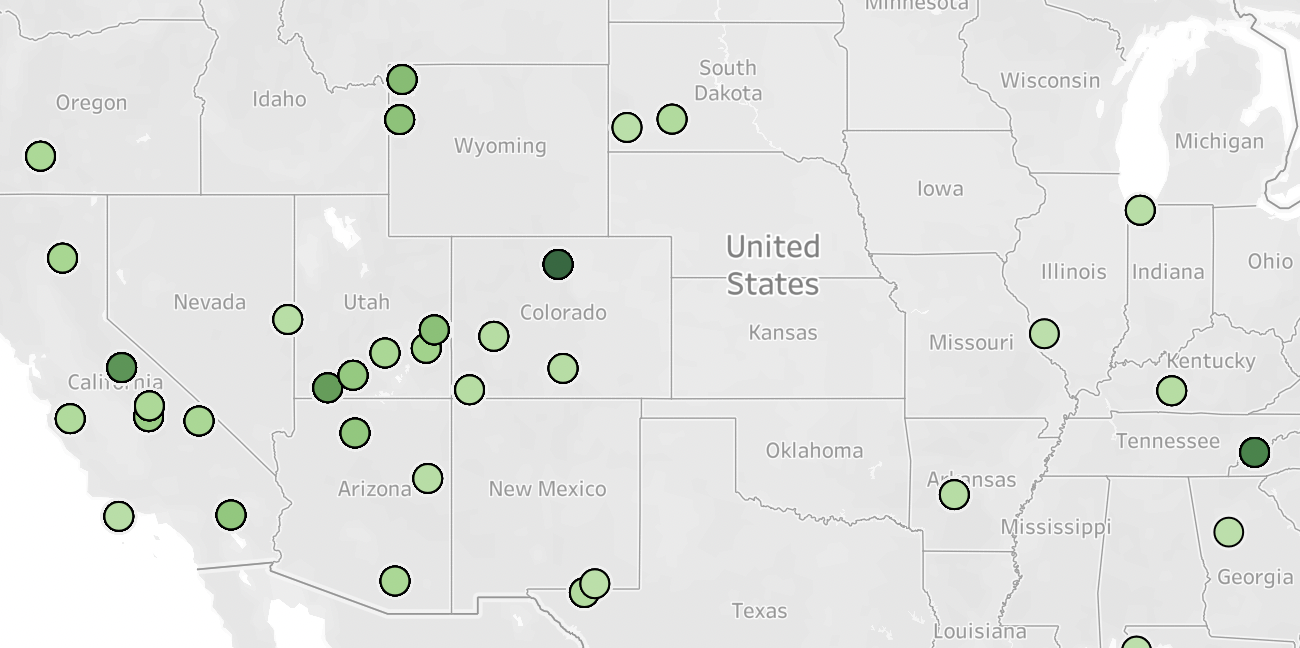 Minnesota
South
Dakota
Wisconsin
Oregon
Idaho
Michigan
Wyoming
Iowa
United
States
Illinois
Indiana
Ohio
Nevada
Utah
Colorado
Kansas
Missouri
Kentucky
California
Tennessee
Oklahoma
Arkansas
Arizona
New Mexico
Mississippi
Georgia
Texas
Louisiana